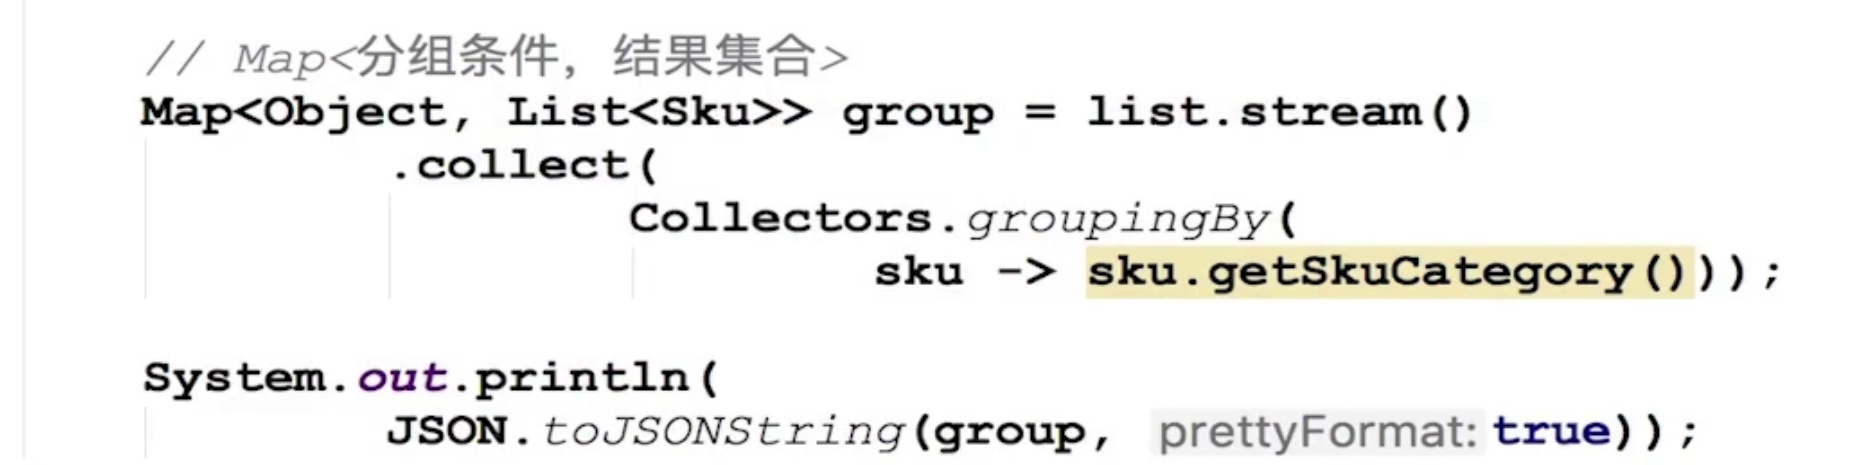 // Map<分组条件，结果集合>
Map<Object, List<Sku>> group = list.stream()
.collect(
Collectors.groupingBy(
sku -> sku.getSkuCategory()));
System.out.println(
JSON.toJSONString(group, prettyFormat: true));